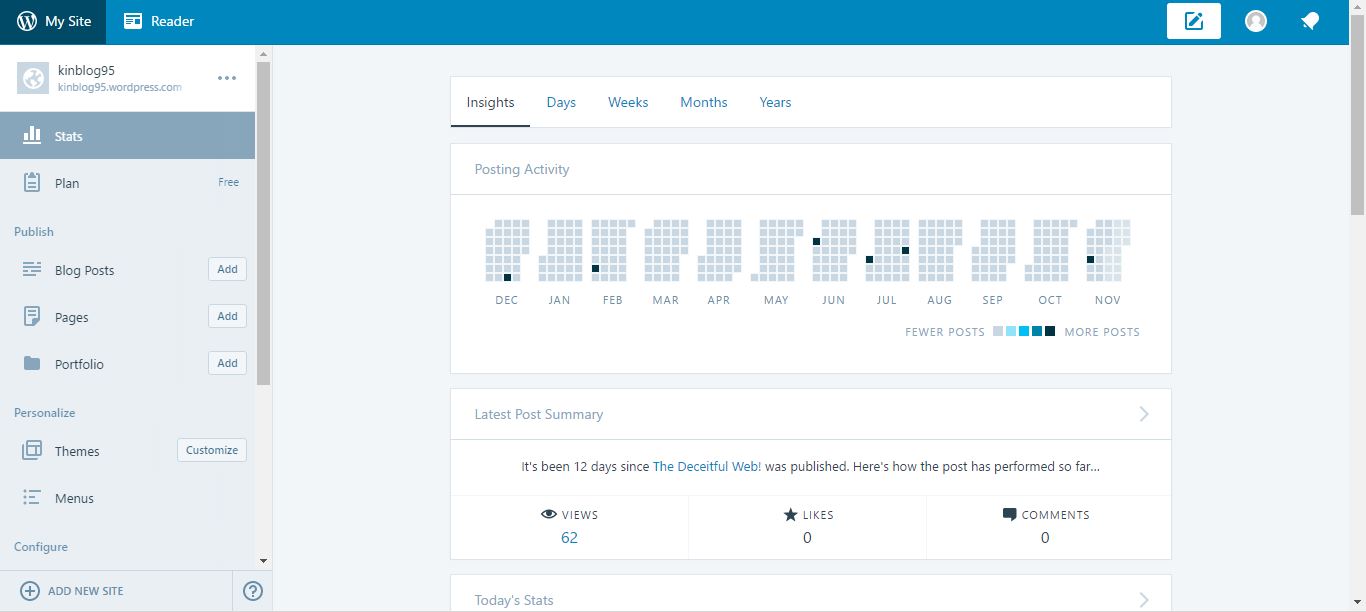 My Site
Reader
kinblog95
kinblog95.wordpress.com
Stats
Plan Free
Publish
Blog Posts Add
Pages Add
Portfolio Add
Personalize
Themes Customize
Menus
Configure
ADD NEW SITE
Insights Days Weeks Months Years
Posting Activity
DEC JAN FEB MAR APR MAY JUN JUL AUG SEP OCT NOV
FEWER POSTS MORE POSTS
Latest Post Summary
It's been 12 days since The Deceitful Web! was published. Here's how the post has performed so far...
VIEWS LIKES COMMENTS
62 0 0
Today's Stats